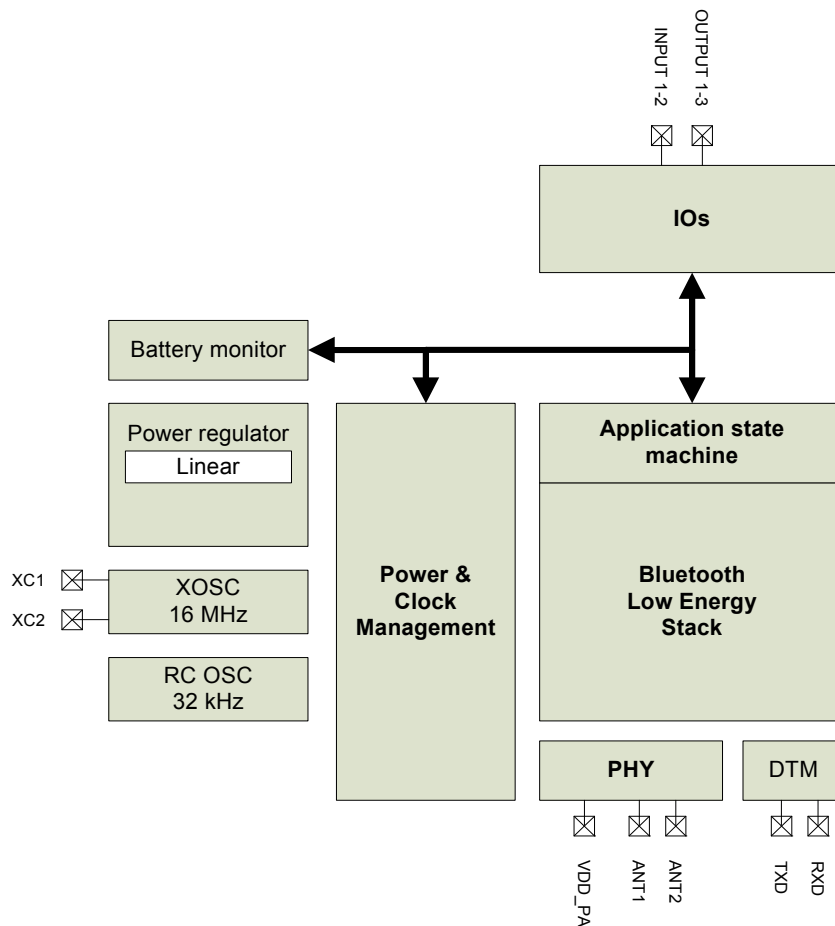 INPUT 1-2
OUTPUT 1-3
IOs
Battery monitor
Power regulator
Linear
Application state
machine
XC1
XC2
XOSC
16 MHz
Power &
Clock
Management
Bluetooth
Low Energy
Stack
RC OSC
32 kHz
PHY
DTM
VDD_PA
ANT1
ANT2
TXD
RXD